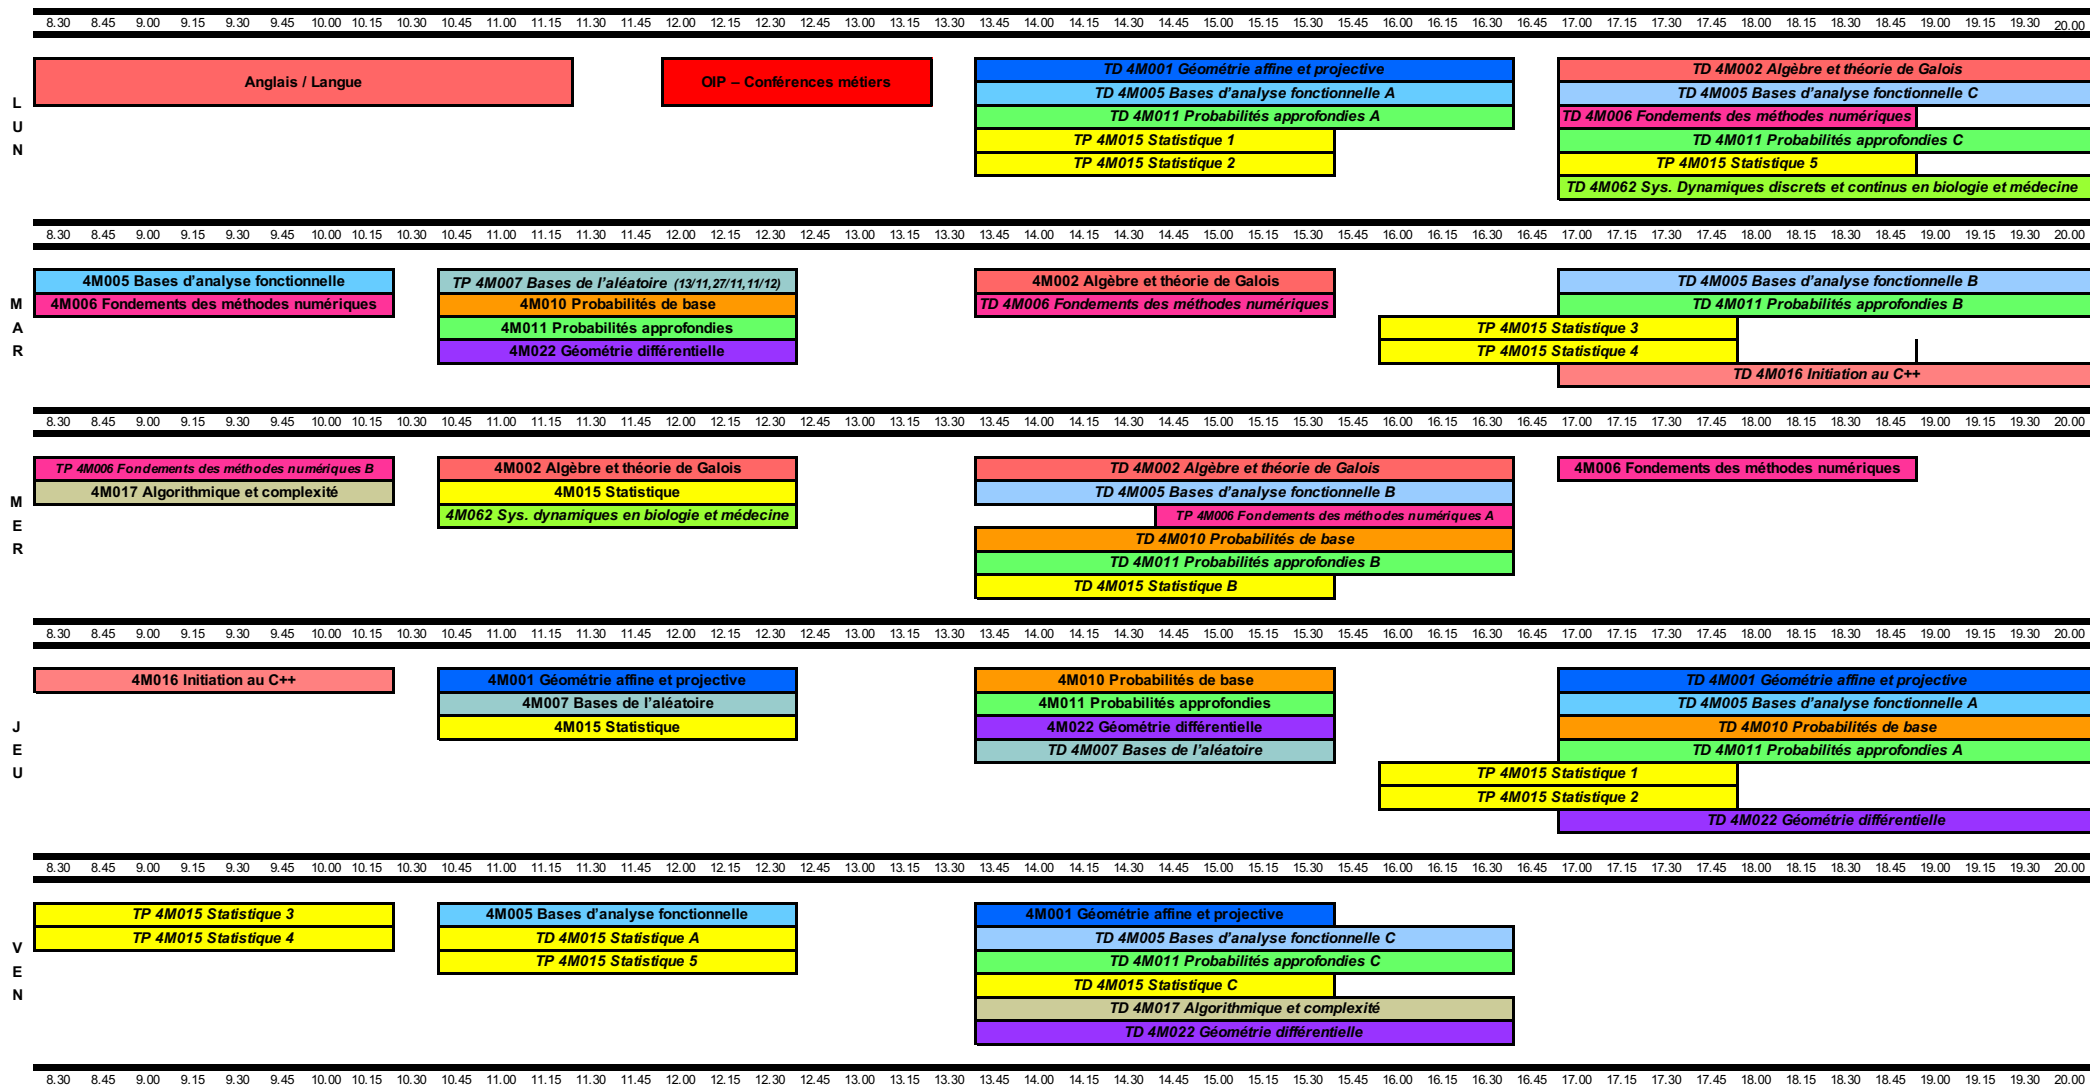 8.30 8.45 9.00 9.15 9.30 9.45 10.00 10.15 10.30 10.45 11.00 11.15 11.30 11.45 12.00 12.15 12.30 12.45 13.00 13.15 13.30 13.45 14.00 14.15 14.30 14.45 15.00 15.15 15.30 15.45 16.00 16.15 16.30 16.45 17.00 17.15 17.30 17.45 18.00 18.15 18.30 18.45 19.00 19.15 19.30 20.00
LUN
Anglais / Langue
OIP – Conférences métiers
TD 4M001 Géométrie affine et projective
TD 4M005 Bases d'analyse fonctionnelle A
TD 4M011 Probabilités approfondies A
TP 4M015 Statistique 1
TP 4M015 Statistique 2
TD 4M002 Algèbre et théorie de Galois
TD 4M005 Bases d'analyse fonctionnelle C
TD 4M006 Fondements des méthodes numériques
TD 4M011 Probabilités approfondies C
TP 4M015 Statistique 5
TD 4M062 Sys. Dynamiques discrets et continus en biologie et médecine
8.30 8.45 9.00 9.15 9.30 9.45 10.00 10.15 10.30 10.45 11.00 11.15 11.30 11.45 12.00 12.15 12.30 12.45 13.00 13.15 13.30 13.45 14.00 14.15 14.30 14.45 15.00 15.15 15.30 15.45 16.00 16.15 16.30 16.45 17.00 17.15 17.30 17.45 18.00 18.15 18.30 18.45 19.00 19.15 19.30 20.00
MAR
4M005 Bases d'analyse fonctionnelle
4M006 Fondements des méthodes numériques
TP 4M007 Bases de l'aléatoire (13/11,27/11,11/12)
4M010 Probabilités de base
4M011 Probabilités approfondies
4M022 Géométrie différentielle
4M002 Algèbre et théorie de Galois
TD 4M006 Fondements des méthodes numériques
TD 4M005 Bases d'analyse fonctionnelle B
TD 4M011 Probabilités approfondies B
TP 4M015 Statistique 3
TP 4M015 Statistique 4
TD 4M016 Initiation au C++
8.30 8.45 9.00 9.15 9.30 9.45 10.00 10.15 10.30 10.45 11.00 11.15 11.30 11.45 12.00 12.15 12.30 12.45 13.00 13.15 13.30 13.45 14.00 14.15 14.30 14.45 15.00 15.15 15.30 15.45 16.00 16.15 16.30 16.45 17.00 17.15 17.30 17.45 18.00 18.15 18.30 18.45 19.00 19.15 19.30 20.00
MER
TP 4M006 Fondements des méthodes numériques B
4M017 Algorithmique et complexité
4M002 Algèbre et théorie de Galois
4M015 Statistique
4M062 Sys. dynamiques en biologie et médecine
TD 4M002 Algèbre et théorie de Galois
TD 4M005 Bases d'analyse fonctionnelle B
TP 4M006 Fondements des méthodes numériques A
TD 4M010 Probabilités de base
TD 4M011 Probabilités approfondies B
TD 4M015 Statistique B
4M006 Fondements des méthodes numériques
8.30 8.45 9.00 9.15 9.30 9.45 10.00 10.15 10.30 10.45 11.00 11.15 11.30 11.45 12.00 12.15 12.30 12.45 13.00 13.15 13.30 13.45 14.00 14.15 14.30 14.45 15.00 15.15 15.30 15.45 16.00 16.15 16.30 16.45 17.00 17.15 17.30 17.45 18.00 18.15 18.30 18.45 19.00 19.15 19.30 20.00
JEU
4M016 Initiation au C++
4M001 Géométrie affine et projective
4M007 Bases de l'aléatoire
4M015 Statistique
4M010 Probabilités de base
4M011 Probabilités approfondies
4M022 Géométrie différentielle
TD 4M007 Bases de l'aléatoire
TD 4M001 Géométrie affine et projective
TD 4M005 Bases d'analyse fonctionnelle A
TD 4M010 Probabilités de base
TD 4M011 Probabilités approfondies A
TP 4M015 Statistique 1
TP 4M015 Statistique 2
TD 4M022 Géométrie différentielle
8.30 8.45 9.00 9.15 9.30 9.45 10.00 10.15 10.30 10.45 11.00 11.15 11.30 11.45 12.00 12.15 12.30 12.45 13.00 13.15 13.30 13.45 14.00 14.15 14.30 14.45 15.00 15.15 15.30 15.45 16.00 16.15 16.30 16.45 17.00 17.15 17.30 17.45 18.00 18.15 18.30 18.45 19.00 19.15 19.30 20.00
VEN
TP 4M015 Statistique 3
TP 4M015 Statistique 4
4M005 Bases d'analyse fonctionnelle
TD 4M015 Statistique A
TP 4M015 Statistique 5
4M001 Géométrie affine et projective
TD 4M005 Bases d'analyse fonctionnelle C
TD 4M011 Probabilités approfondies C
TD 4M015 Statistique C
TD 4M017 Algorithmique et complexité
TD 4M022 Géométrie différentielle
8.30 8.45 9.00 9.15 9.30 9.45 10.00 10.15 10.30 10.45 11.00 11.15 11.30 11.45 12.00 12.15 12.30 12.45 13.00 13.15 13.30 13.45 14.00 14.15 14.30 14.45 15.00 15.15 15.30 15.45 16.00 16.15 16.30 16.45 17.00 17.15 17.30 17.45 18.00 18.15 18.30 18.45 19.00 19.15 19.30 20.00